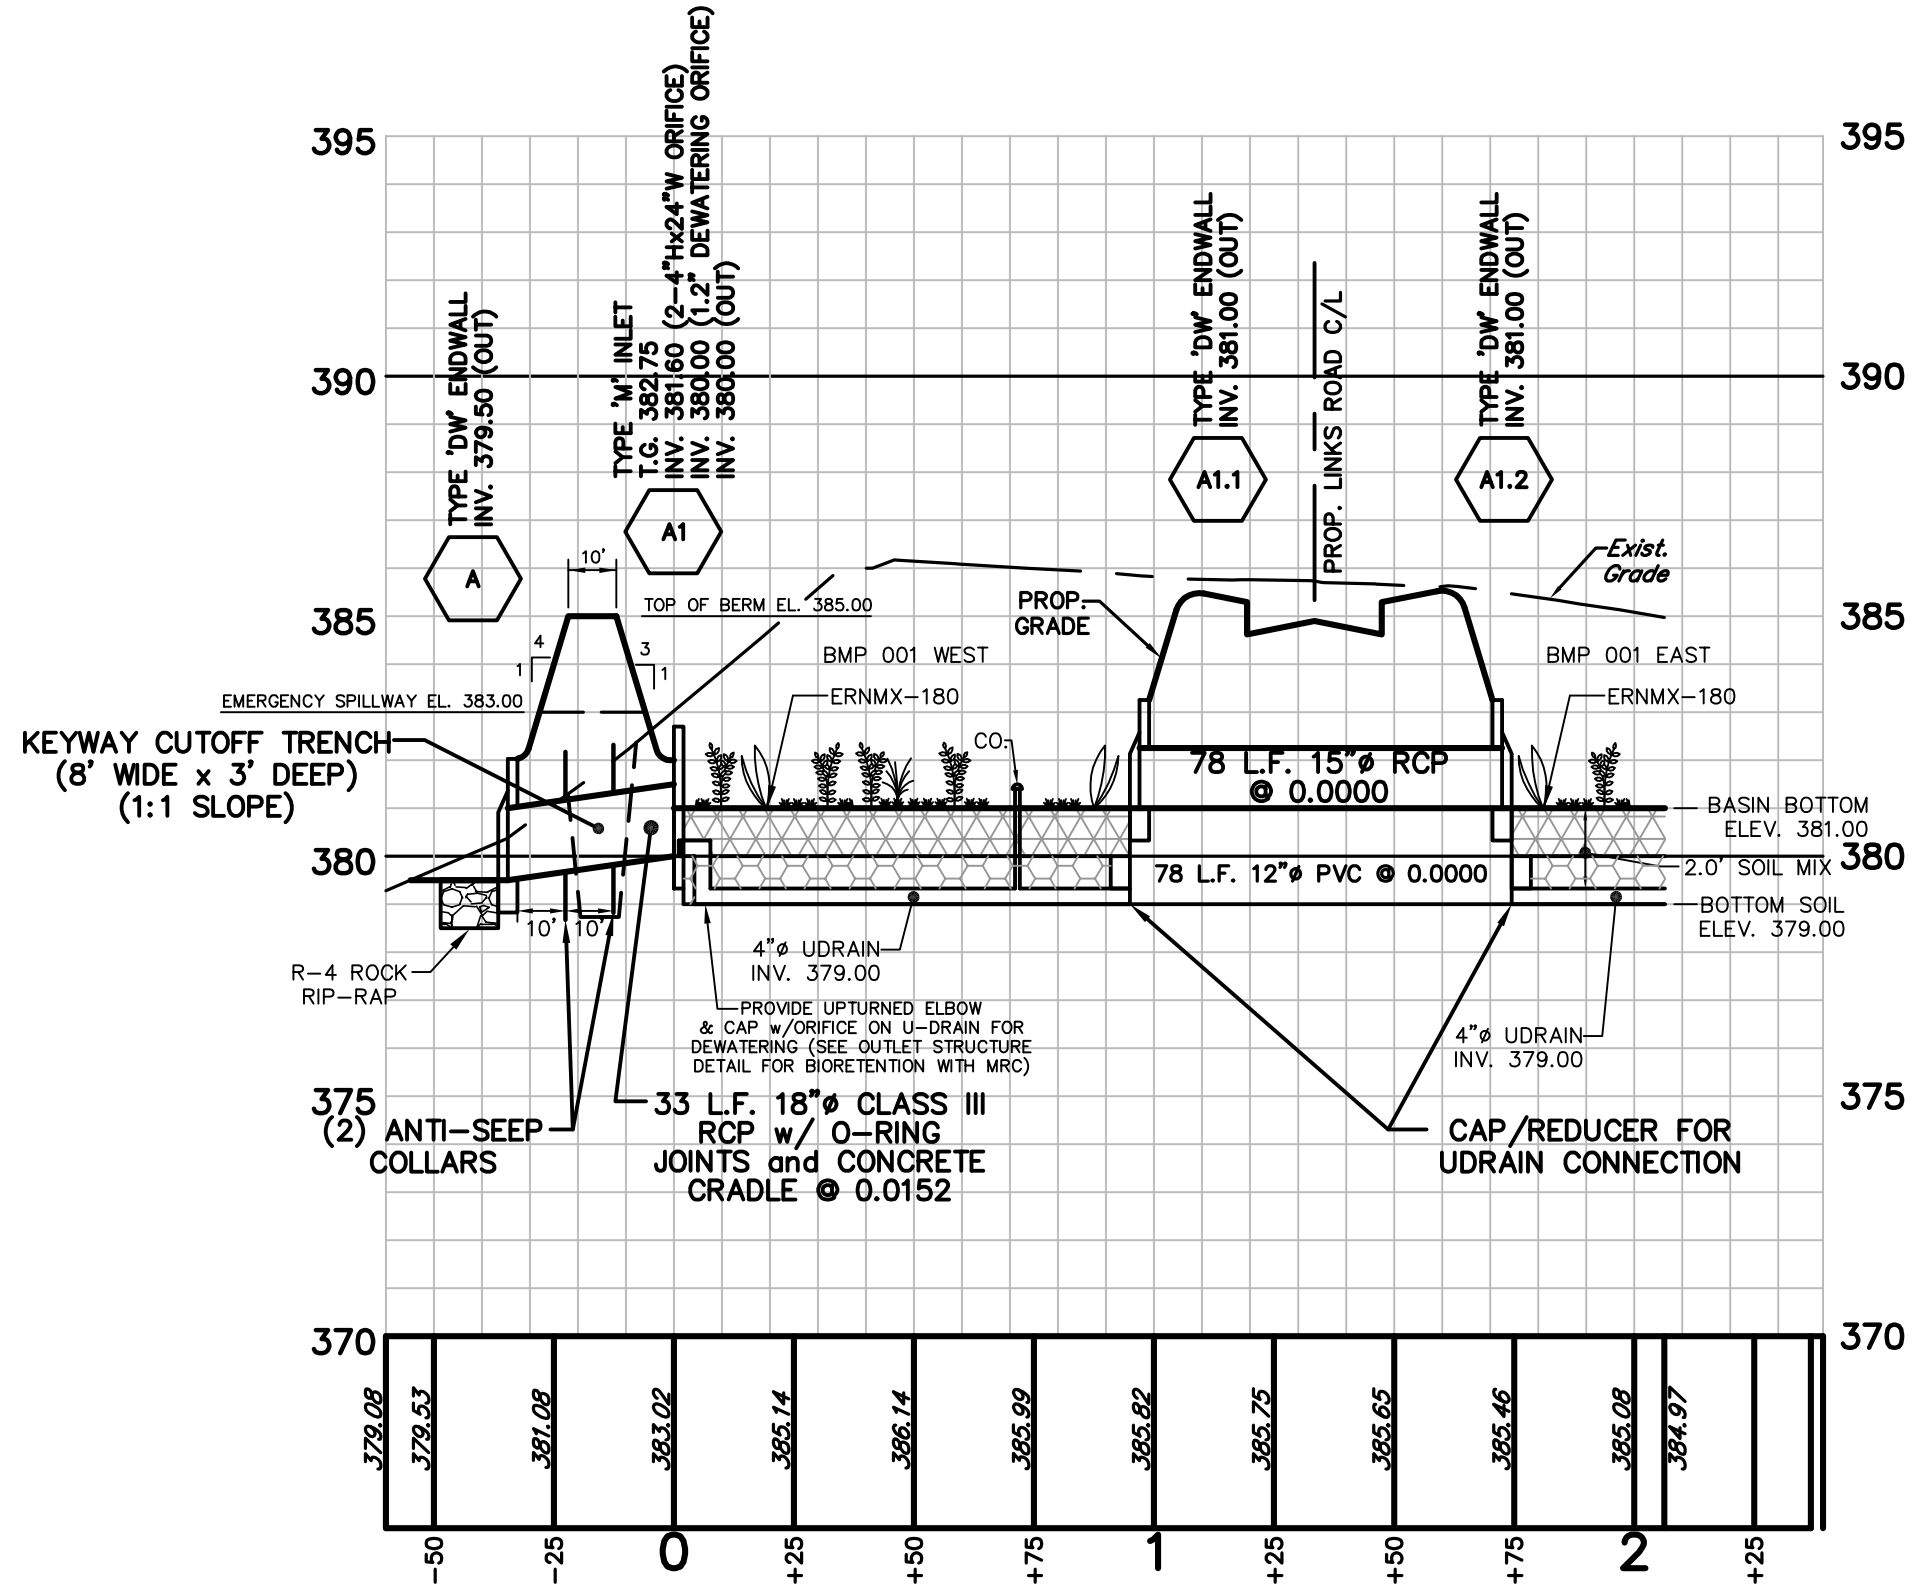 TYPE 'DW' ENDWALL
INV. 379.50 (OUT)
A
TYPE 'M' INLET
T.G. 382.75
INV. 381.60 (2-4"Hx24"W ORIFICE)
INV. 380.00 (1.2" DEWATERING ORIFICE)
INV. 380.00 (OUT)
A1
TYPE 'DW' ENDWALL
INV. 381.00 (OUT)
A1.1
PROP. LINKS ROAD C/L
TYPE 'DW' ENDWALL
INV. 381.00 (OUT)
A1.2
395
395
390
390
385
385
380
380
375
375
370
370
10'
TOP OF BERM EL. 385.00
4
1
3
1
EMERGENCY SPILLWAY EL. 383.00
KEYWAY CUTOFF TRENCH
(8' WIDE x 3' DEEP)
(1:1 SLOPE)
BMP 001 WEST
ERNMX-180
CO.
PROP.
GRADE
Exist.
Grade
BMP 001 EAST
ERNMX-180
78 L.F. 15"ø RCP
@ 0.0000
78 L.F. 12"ø PVC @ 0.0000
BASIN BOTTOM
ELEV. 381.00
2.0' SOIL MIX
BOTTOM SOIL
ELEV. 379.00
10'
10'
R-4 ROCK
RIP-RAP
4"ø UDRAIN
INV. 379.00
PROVIDE UPTURNED ELBOW
& CAP w/ORIFICE ON U-DRAIN FOR
DEWATERING (SEE OUTLET STRUCTURE
DETAIL FOR BIORETENTION WITH MRC)
4"ø UDRAIN
INV. 379.00
(2) ANTI-SEEP
COLLARS
33 L.F. 18"ø CLASS III
RCP w/ O-RING
JOINTS and CONCRETE
CRADLE @ 0.0152
CAP/REDUCER FOR
UDRAIN CONNECTION
379.08
379.53
381.08
383.02
385.14
386.14
385.99
385.82
385.75
385.65
385.46
385.08
384.97
-50
-25
0
+25
+50
+75
1
+25
+50
+75
2
+25